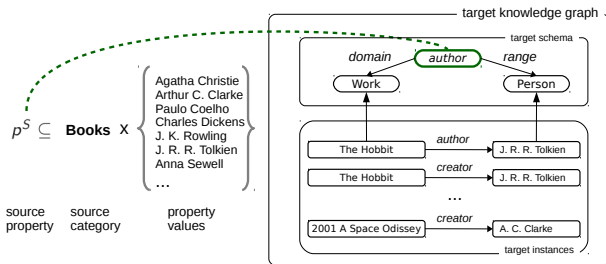 target knowledge graph
target schema
domain author range
Work Person
p^S ⊆ Books x
Agatha Christie
Arthur C. Clarke
Paulo Coelho
Charles Dickens
J. K. Rowling
J. R. R. Tolkien
Anna Sewell
...
source property
source category
property values
The Hobbit author J. R. R. Tolkien
The Hobbit creator J. R. R. Tolkien
...
2001 A Space Odissey creator A. C. Clarke
target instances